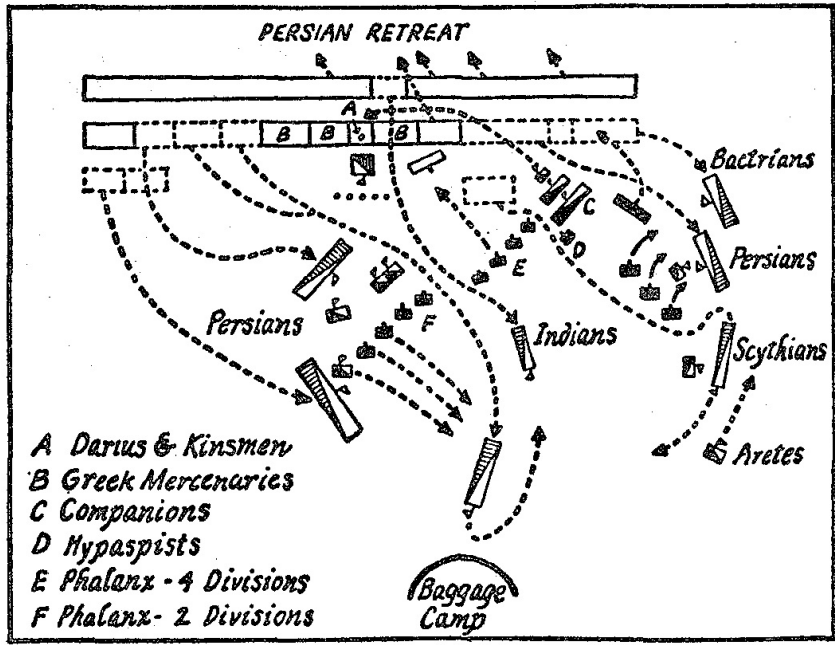 PERSIAN RETREAT
A
B B B
Bactrians
C
D
E
Persians
Persians
F
Indians
Scythians
A Darius & Kinsmen
Aretes
B Greek Mercenaries
C Companions
D Hypaspists
E Phalanx - 4 Divisions
F Phalanx - 2 Divisions
Baggage
Camp